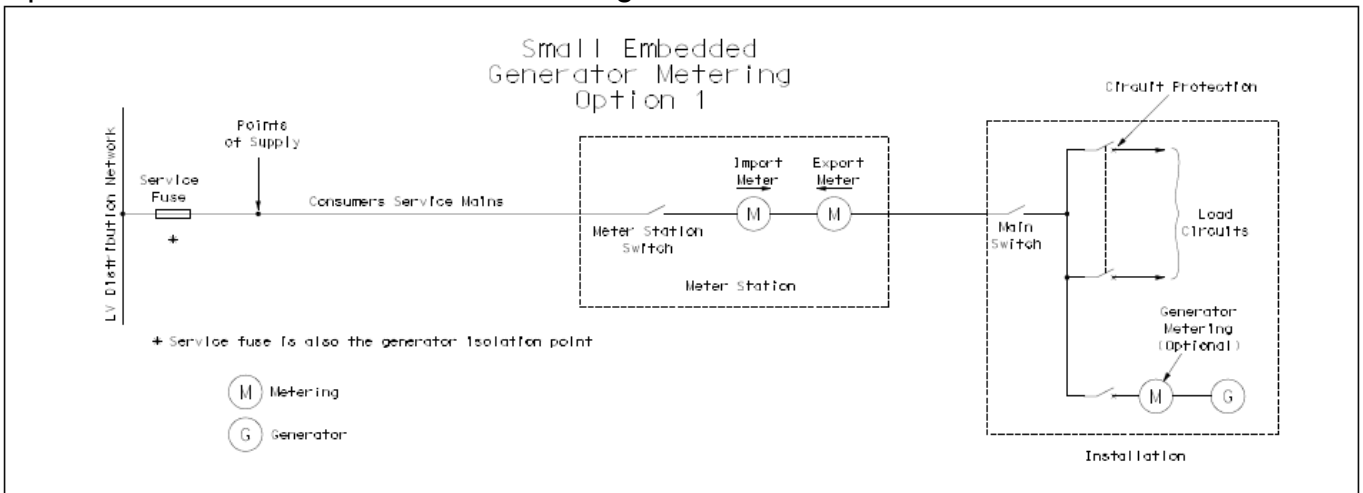 Small Embedded
Generator Metering
Option 1
Circuit Protection
Points
of Supply
LV Distribution Network
Service
Fuse
*
Consumers Service Mains
Import
Meter
Export
Meter
M
M
Meter Station
Switch
Meter Station
Main
Switch
Load
Circuits
Generator
Metering
(Optional)
M
G
Installation
* Service fuse is also the generator isolation point
M Metering
G Generator